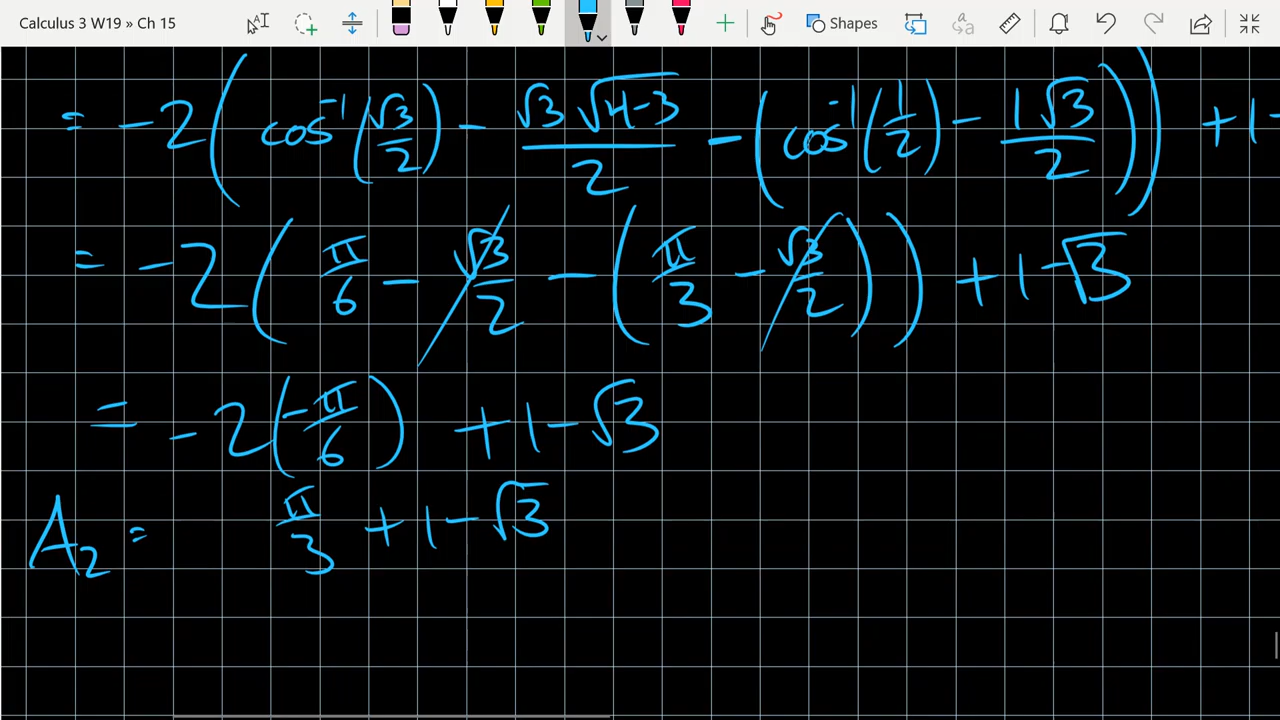 Calculus 3 W19 » Ch 15
Shapes
= -2(cos⁻¹(√3/2) - √3√(4-3)/2 - (cos⁻¹(1/2) - 1√3/2)) + 1-
= -2(π/6 - √3/2 - (π/3 - √3/2)) + 1 - √3
= -2(-π/6) + 1 - √3
A₂ = π/3 + 1 - √3